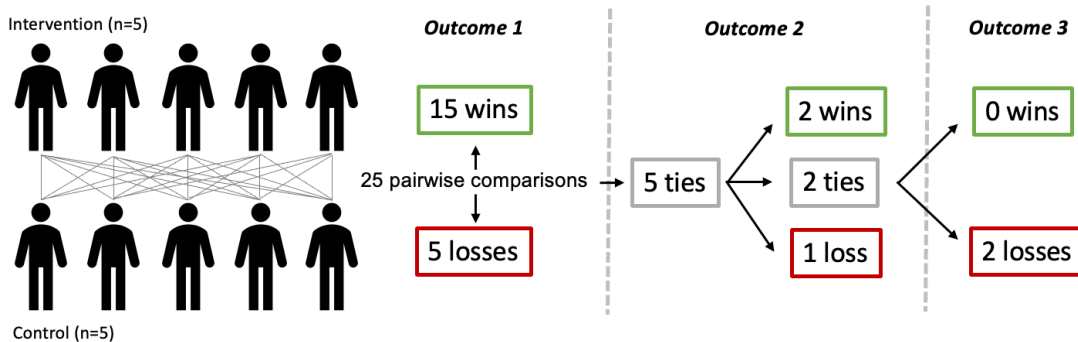 Intervention (n=5)
Outcome 1
Outcome 2
Outcome 3
15 wins
2 wins
0 wins
25 pairwise comparisons
5 ties
2 ties
5 losses
1 loss
2 losses
Control (n=5)